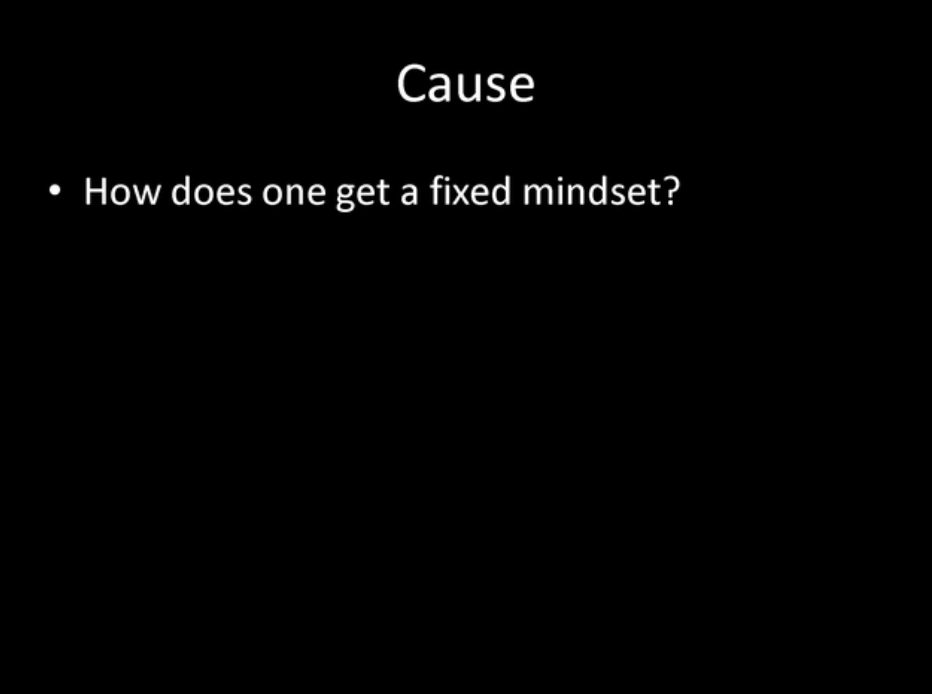 Cause
• How does one get a fixed mindset?